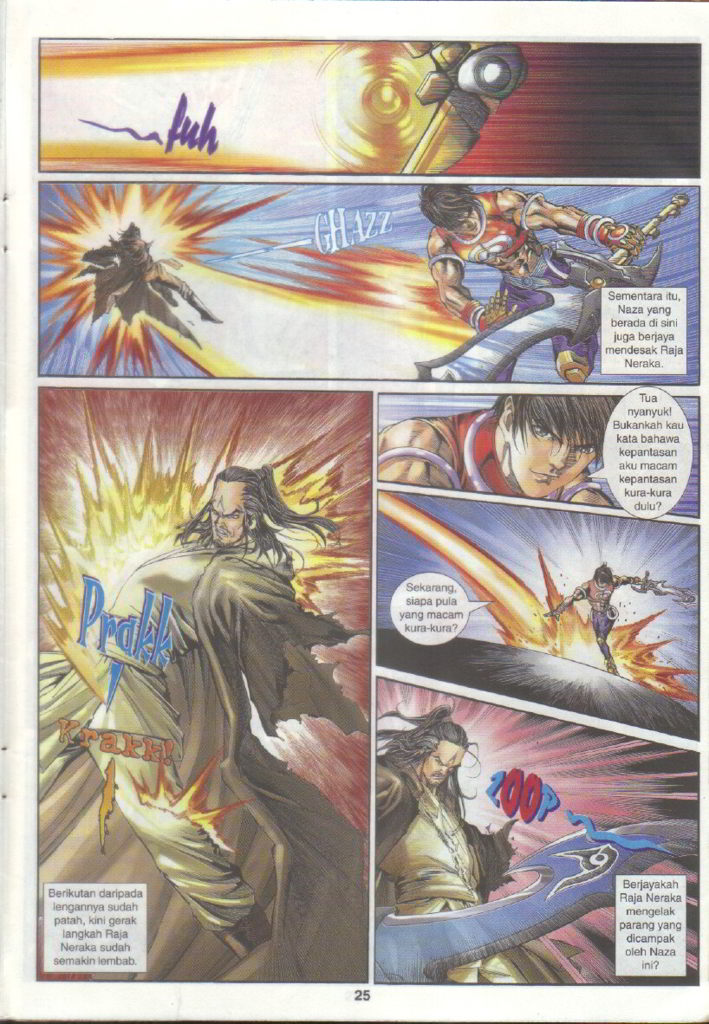 fuh
GHAZZ
Sementara itu,
Naza yang
berada di sini
juga berjaya
mendesak Raja
Neraka.
Tua
nyanyuk!
Bukankah kau
kata bahawa
kepantasan
aku macam
kepantasan
kura-kura
dulu?
Prakk
!
Krakk!
Berikutan daripada
lengannya sudah
patah, kini gerak
langkah Raja
Neraka sudah
semakin lembab.
Sekarang,
siapa pula
yang macam
kura-kura?
ZOOP
Berjayakah
Raja Neraka
mengelak
parang yang
dicampak
oleh Naza
ini?
25